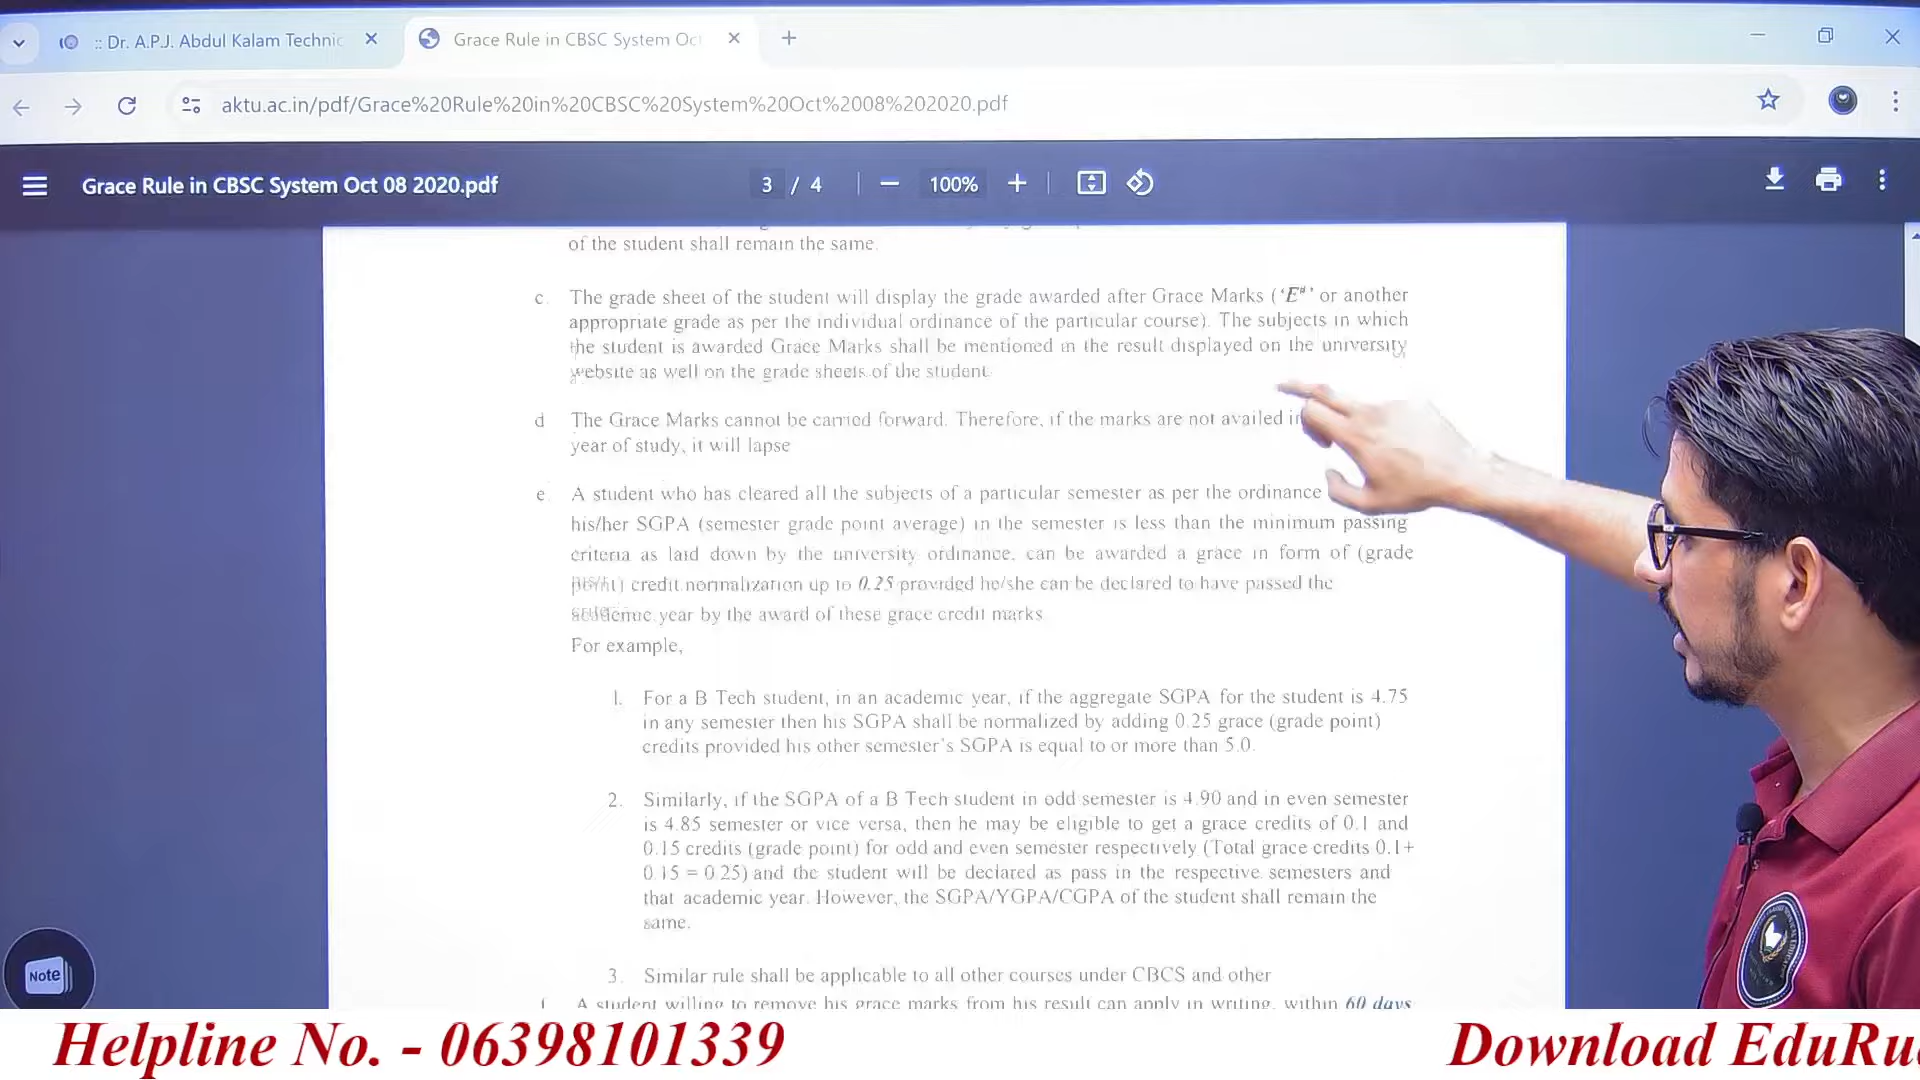 :: Dr. A.P.J. Abdul Kalam Technic
Grace Rule in CBSC System Oct
aktu.ac.in/pdf/Grace%20Rule%20in%20CBSC%20System%20Oct%2008%202020.pdf
Grace Rule in CBSC System Oct 08 2020.pdf
3 / 4
100%
of the student shall remain the same.
c. The grade sheet of the student will display the grade awarded after Grace Marks ('E#' or another
appropriate grade as per the individual ordinance of the particular course). The subjects in which
the student is awarded Grace Marks shall be mentioned in the result displayed on the university
website as well on the grade sheets of the student
d The Grace Marks cannot be carried forward. Therefore, if the marks are not availed in
year of study, it will lapse
e. A student who has cleared all the subjects of a particular semester as per the ordinance
his/her SGPA (semester grade point average) in the semester is less than the minimum passing
criteria as laid down by the university ordinance, can be awarded a grace in form of (grade
point) credit normalization up to 0.25 provided he/she can be declared to have passed the
academic year by the award of these grace credit marks
For example,
1. For a B Tech student, in an academic year, if the aggregate SGPA for the student is 4.75
in any semester then his SGPA shall be normalized by adding 0.25 grace (grade point)
credits provided his other semester's SGPA is equal to or more than 5.0.
2. Similarly, if the SGPA of a B Tech student in odd semester is 4.90 and in even semester
is 4.85 semester or vice versa, then he may be eligible to get a grace credits of 0.1 and
0.15 credits (grade point) for odd and even semester respectively (Total grace credits 0.1+
0.15 = 0.25) and the student will be declared as pass in the respective semesters and
that academic year. However, the SGPA/YGPA/CGPA of the student shall remain the
same.
3. Similar rule shall be applicable to all other courses under CBCS and other
f. A student willing to remove his grace marks from his result can apply in writing, within 60 days
Note
Helpline No. - 06398101339
Download EduRu